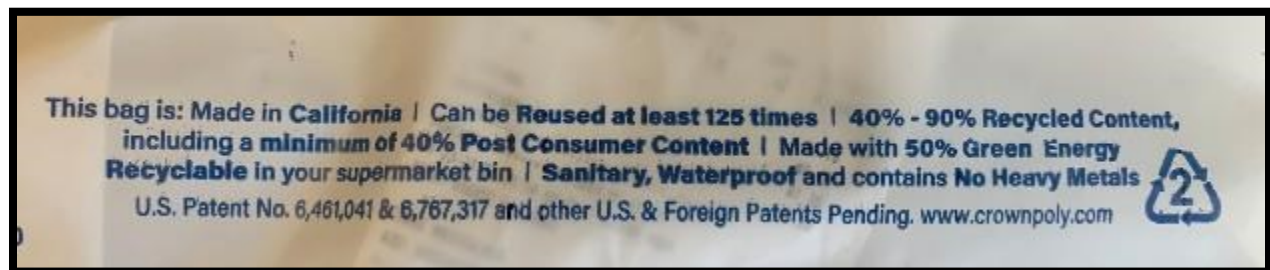 This bag is: Made in California | Can be Reused at least 125 times | 40% - 90% Recycled Content,
including a minimum of 40% Post Consumer Content | Made with 50% Green Energy
Recyclable in your supermarket bin | Sanitary, Waterproof and contains No Heavy Metals
2
U.S. Patent No. 6,461,041 & 6,767,317 and other U.S. & Foreign Patents Pending. www.crownpoly.com